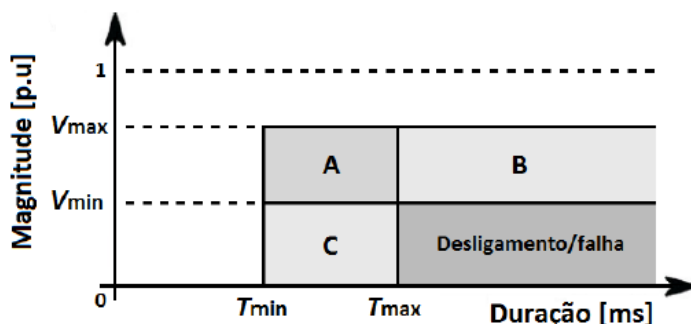 Magnitude [p.u]
1
Vmax
A
B
Vmin
C
Desligamento/falha
0
Tmin
Tmax
Duração [ms]